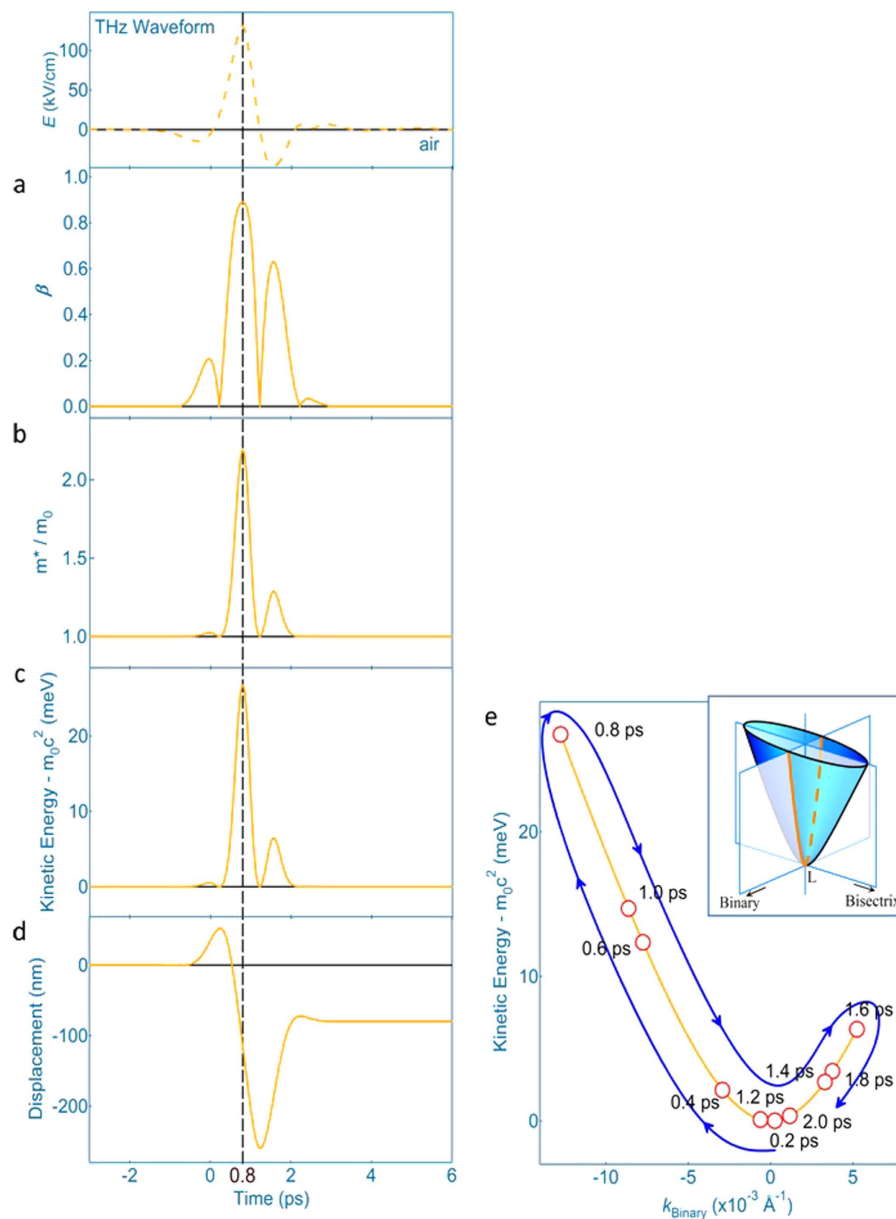 THz Waveform
E (kV/cm)
100
50
0
air
a
β
1.0
0.8
0.6
0.4
0.2
0.0
b
m* / m0
2.0
1.5
1.0
c
Kinetic Energy - m0c² (meV)
20
10
0
d
Displacement (nm)
0
-100
-200
-2 0 0.8 2 4 6
Time (ps)
e
Kinetic Energy - m0c² (meV)
20
10
0
0.8 ps
1.0 ps
0.6 ps
1.6 ps
1.4 ps
1.8 ps
1.2 ps
0.4 ps
2.0 ps
0.2 ps
L
Binary
Bisectrix
-10 -5 0 5
kBinary (x10⁻³ Å⁻¹)